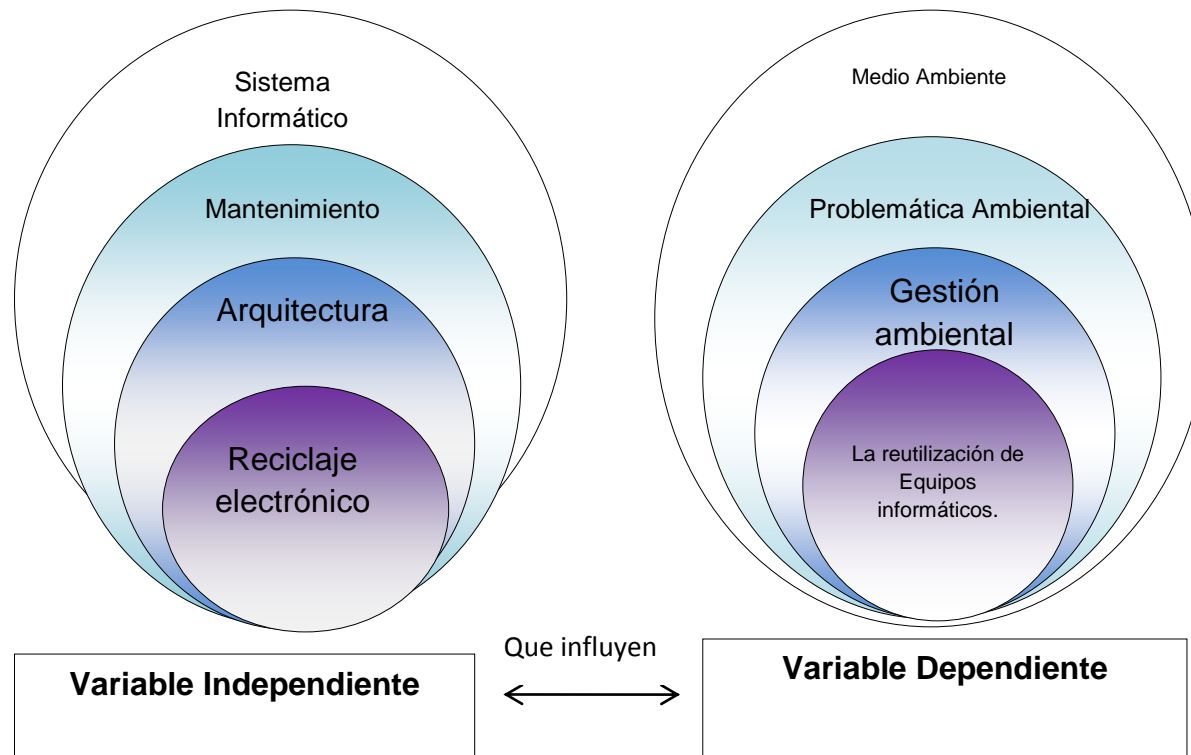 Sistema
Informático
Mantenimiento
Arquitectura
Reciclaje
electrónico
Variable Independiente
Que influyen
Medio Ambiente
Problemática Ambiental
Gestión
ambiental
La reutilización de
Equipos
informáticos.
Variable Dependiente